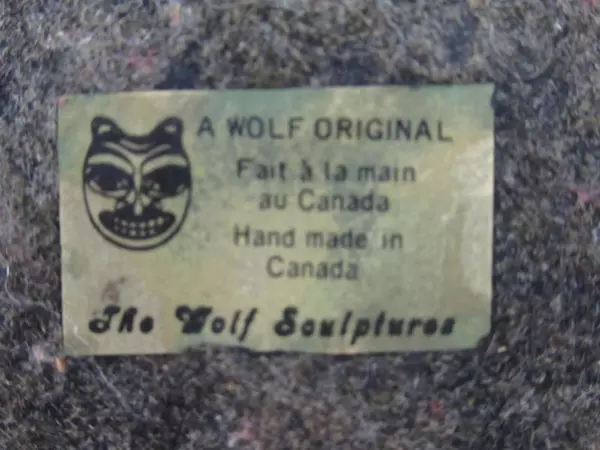 A WOLF ORIGINAL
Fait à la main
au Canada
Hand made in
Canada
The Wolf Sculptures